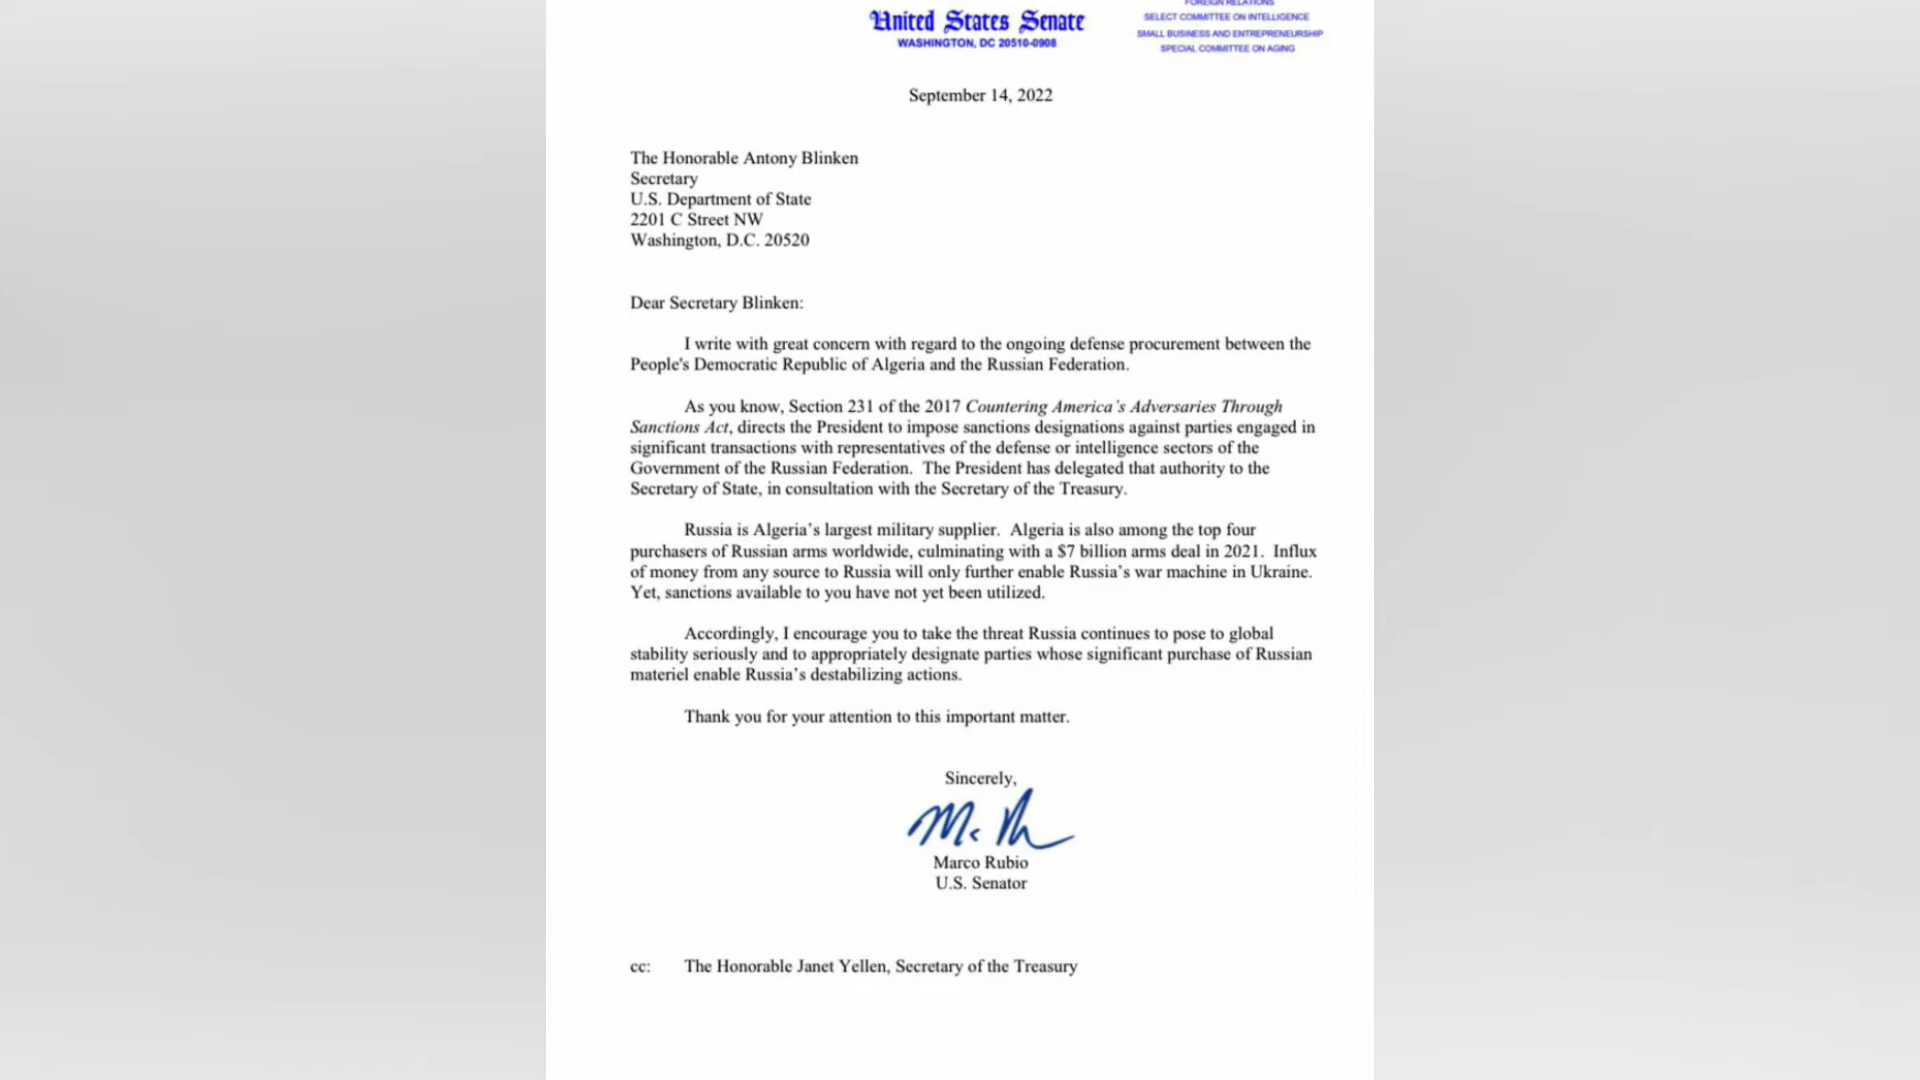 United States Senate
WASHINGTON, DC 20510-0908
FOREIGN RELATIONS
SELECT COMMITTEE ON INTELLIGENCE
SMALL BUSINESS AND ENTREPRENEURSHIP
SPECIAL COMMITTEE ON AGING
September 14, 2022
The Honorable Antony Blinken
Secretary
U.S. Department of State
2201 C Street NW
Washington, D.C. 20520
Dear Secretary Blinken:
I write with great concern with regard to the ongoing defense procurement between the
People's Democratic Republic of Algeria and the Russian Federation.
As you know, Section 231 of the 2017 Countering America's Adversaries Through
Sanctions Act, directs the President to impose sanctions designations against parties engaged in
significant transactions with representatives of the defense or intelligence sectors of the
Government of the Russian Federation. The President has delegated that authority to the
Secretary of State, in consultation with the Secretary of the Treasury.
Russia is Algeria's largest military supplier. Algeria is also among the top four
purchasers of Russian arms worldwide, culminating with a $7 billion arms deal in 2021. Influx
of money from any source to Russia will only further enable Russia's war machine in Ukraine.
Yet, sanctions available to you have not yet been utilized.
Accordingly, I encourage you to take the threat Russia continues to pose to global
stability seriously and to appropriately designate parties whose significant purchase of Russian
materiel enable Russia's destabilizing actions.
Thank you for your attention to this important matter.
Sincerely,
Marco Rubio
U.S. Senator
cc: The Honorable Janet Yellen, Secretary of the Treasury